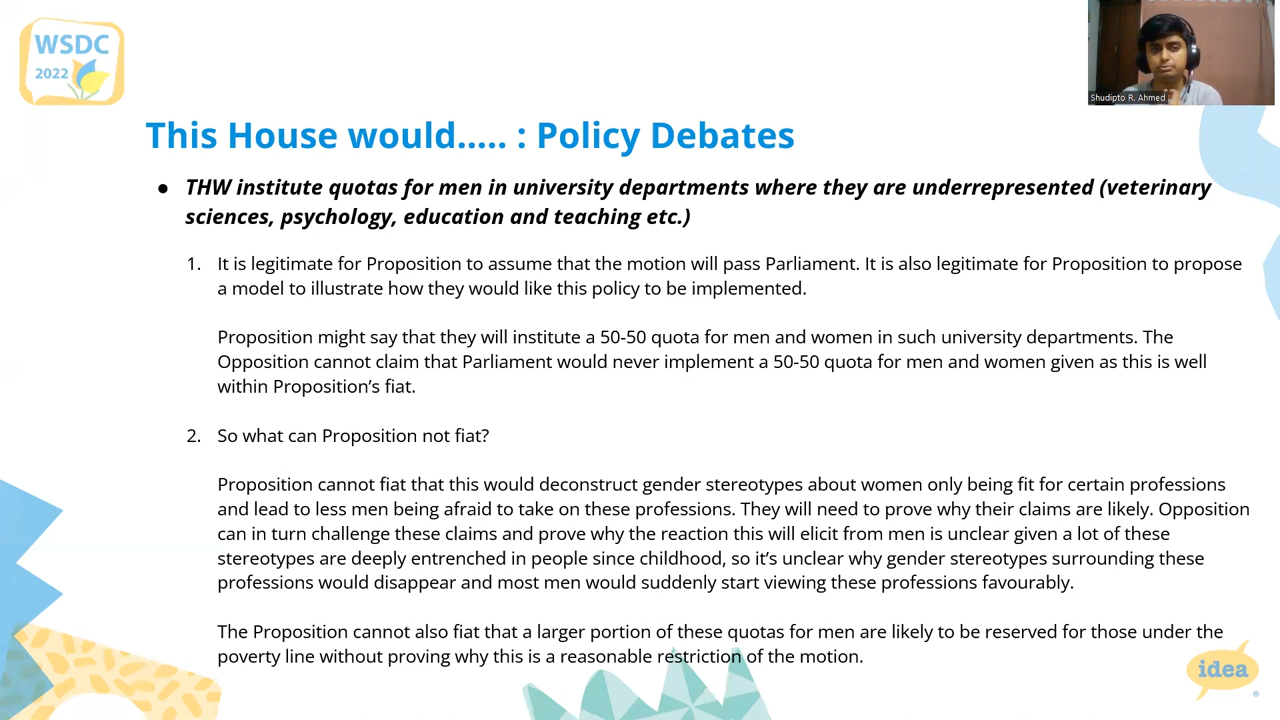 WSDC
2022
Shudipto R. Ahmed
This House would..... : Policy Debates
● THW institute quotas for men in university departments where they are underrepresented (veterinary
sciences, psychology, education and teaching etc.)
1. It is legitimate for Proposition to assume that the motion will pass Parliament. It is also legitimate for Proposition to propose
a model to illustrate how they would like this policy to be implemented.
Proposition might say that they will institute a 50-50 quota for men and women in such university departments. The
Opposition cannot claim that Parliament would never implement a 50-50 quota for men and women given as this is well
within Proposition’s fiat.
2. So what can Proposition not fiat?
Proposition cannot fiat that this would deconstruct gender stereotypes about women only being fit for certain professions
and lead to less men being afraid to take on these professions. They will need to prove why their claims are likely. Opposition
can in turn challenge these claims and prove why the reaction this will elicit from men is unclear given a lot of these
stereotypes are deeply entrenched in people since childhood, so it’s unclear why gender stereotypes surrounding these
professions would disappear and most men would suddenly start viewing these professions favourably.
The Proposition cannot also fiat that a larger portion of these quotas for men are likely to be reserved for those under the
poverty line without proving why this is a reasonable restriction of the motion.
idea
®